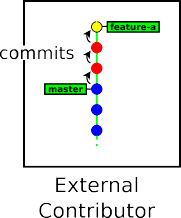 feature-a
commits
master
External
Contributor